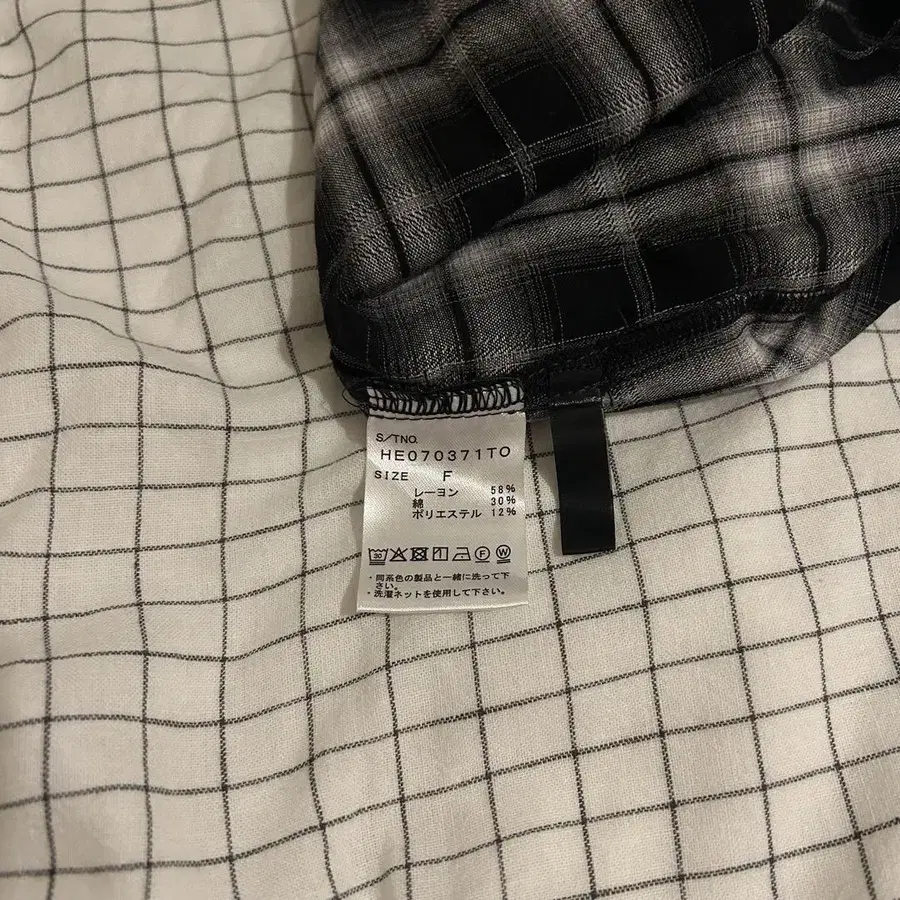 S/TNO.
HE070371TO
SIZE F
レーヨン 58%
綿 30%
ポリエステル 12%
30 F W
・同系色の製品と一緒に洗って下
さい。
・洗濯ネットを使用して下さい。